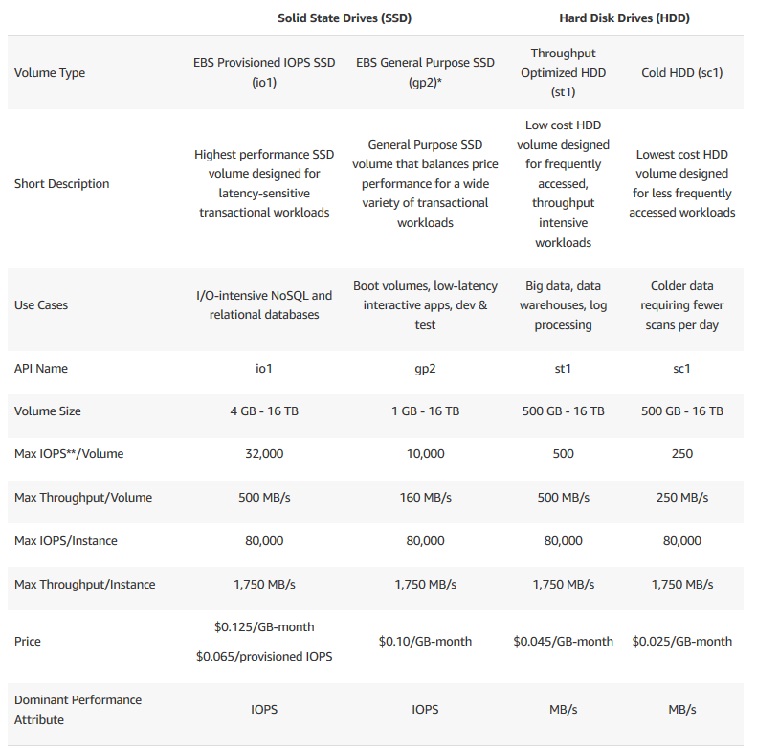 Solid State Drives (SSD) Hard Disk Drives (HDD)
Volume Type
EBS Provisioned IOPS SSD
(io1)
EBS General Purpose SSD
(gp2)*
Throughput
Optimized HDD
(st1)
Cold HDD (sc1)
Short Description
Highest performance SSD
volume designed for
latency-sensitive
transactional workloads
General Purpose SSD
volume that balances price
performance for a wide
variety of transactional
workloads
Low cost HDD
volume designed
for frequently
accessed,
throughput
intensive
workloads
Lowest cost HDD
volume designed
for less frequently
accessed workloads
Use Cases
I/O-intensive NoSQL and
relational databases
Boot volumes, low-latency
interactive apps, dev &
test
Big data, data
warehouses, log
processing
Colder data
requiring fewer
scans per day
API Name io1 gp2 st1 sc1
Volume Size 4 GB - 16 TB 1 GB - 16 TB 500 GB - 16 TB 500 GB - 16 TB
Max IOPS**/Volume 32,000 10,000 500 250
Max Throughput/Volume 500 MB/s 160 MB/s 500 MB/s 250 MB/s
Max IOPS/Instance 80,000 80,000 80,000 80,000
Max Throughput/Instance 1,750 MB/s 1,750 MB/s 1,750 MB/s 1,750 MB/s
Price
$0.125/GB-month
$0.065/provisioned IOPS
$0.10/GB-month $0.045/GB-month $0.025/GB-month
Dominant Performance
Attribute
IOPS IOPS MB/s MB/s